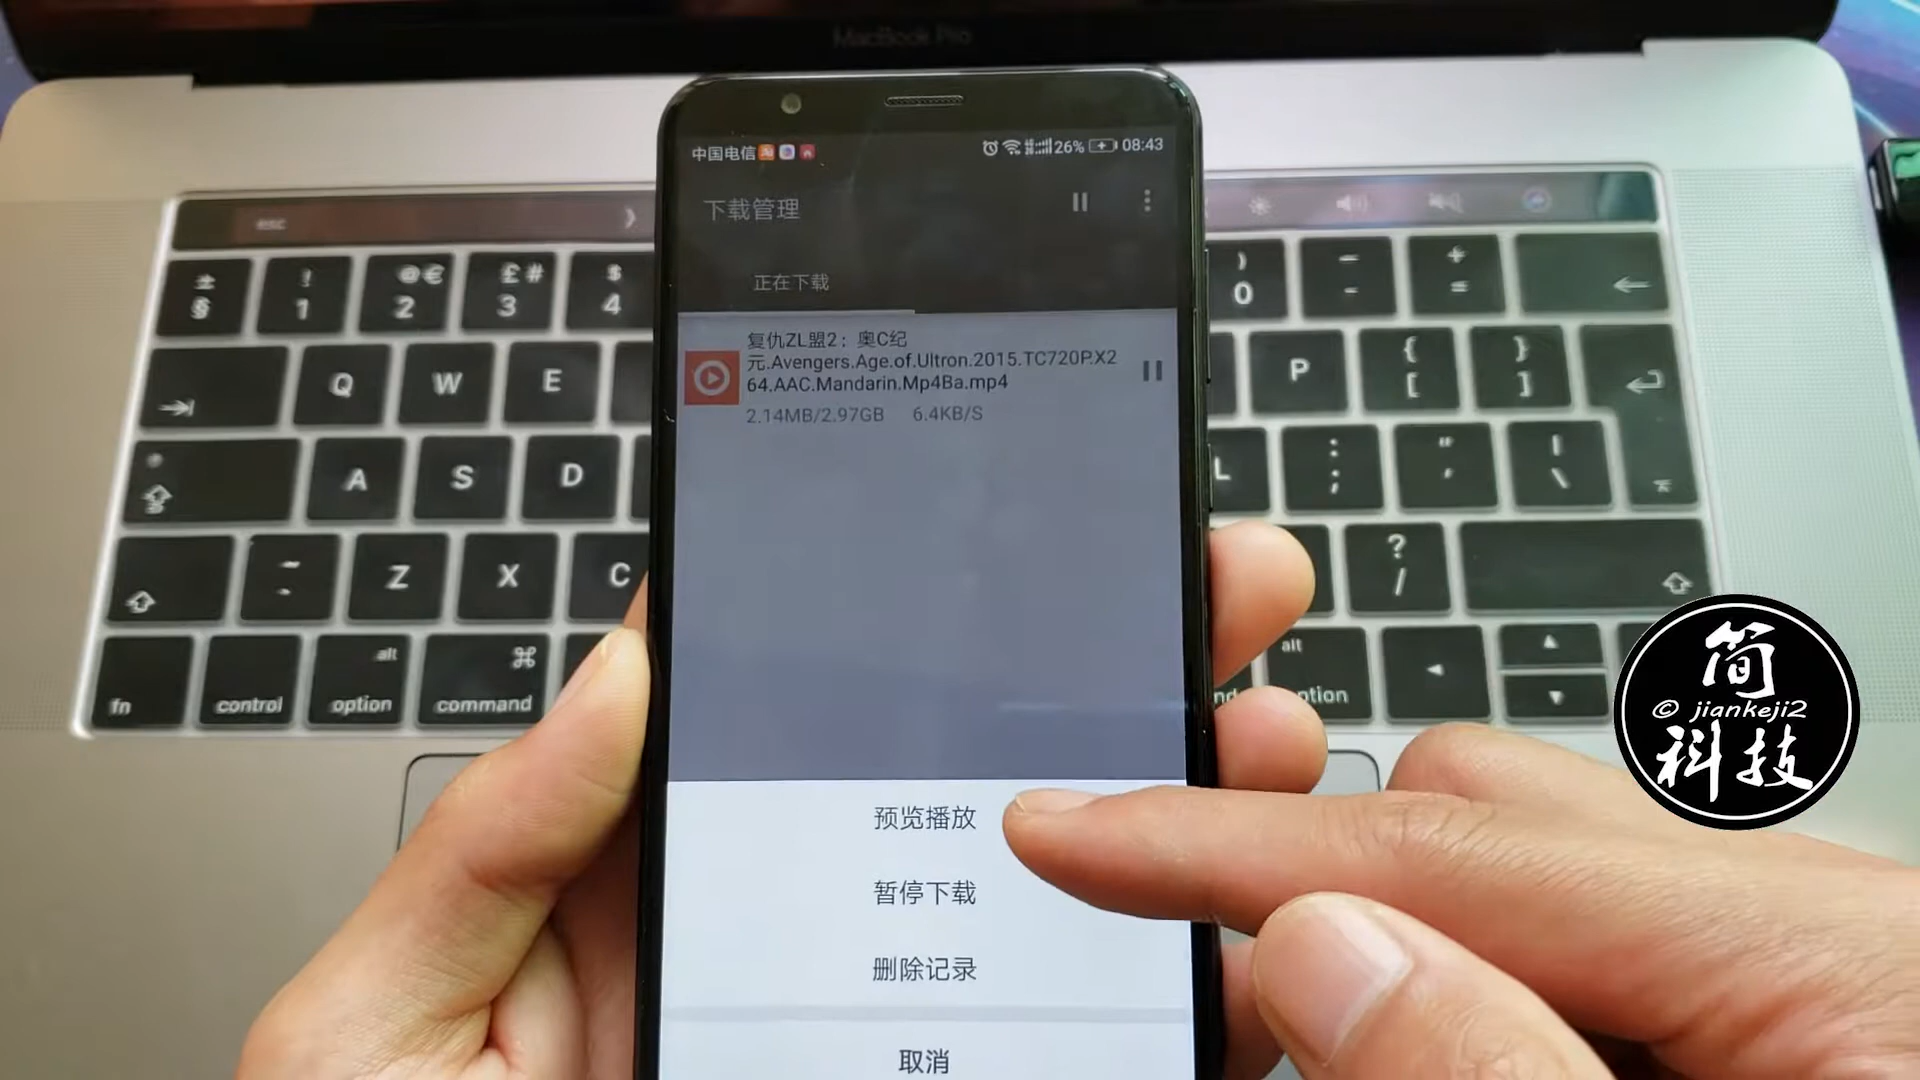 MacBook Pro
中国电信 26% 08:43
下载管理
正在下载
复仇ZL盟2：奥C纪
元.Avengers.Age.of.Ultron.2015.TC720P.X2
64.AAC.Mandarin.Mp4Ba.mp4
2.14MB/2.97GB 6.4KB/S
预览播放
暂停下载
删除记录
取消
esc
± ! @€ £# $ ) — +
§ 1 2 3 4 0 - =
Q W E P { [ } ]
A S D L : ; " ' | \
~ Z X C ? /
fn control alt option ⌘ command alt
简
© jiankeji2
科技